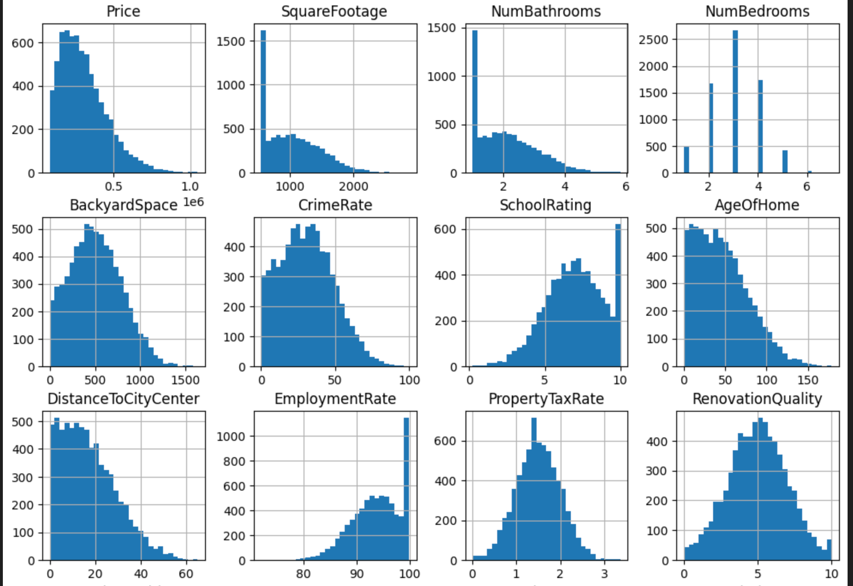 Price SquareFootage NumBathrooms NumBedrooms
600 1500 1500 2500
400 1000 1000 2000
200 500 500 1500
0 0 0 1000
500
0
0.5 1.0 1000 2000 2 4 6 2 4 6
1e6
BackyardSpace CrimeRate SchoolRating AgeOfHome
500 400 600 500
400 300 400 400
300 200 200 300
200 100 0 200
100 0 100
0 0
0 500 1000 1500 0 50 100 0 5 10 0 50 100 150
DistanceToCityCenter EmploymentRate PropertyTaxRate RenovationQuality
500 1000 600 400
400 800 400 300
300 600 200 200
200 400 0 100
100 200 0
0 0
0 20 40 60 80 90 100 0 1 2 3 0 5 10